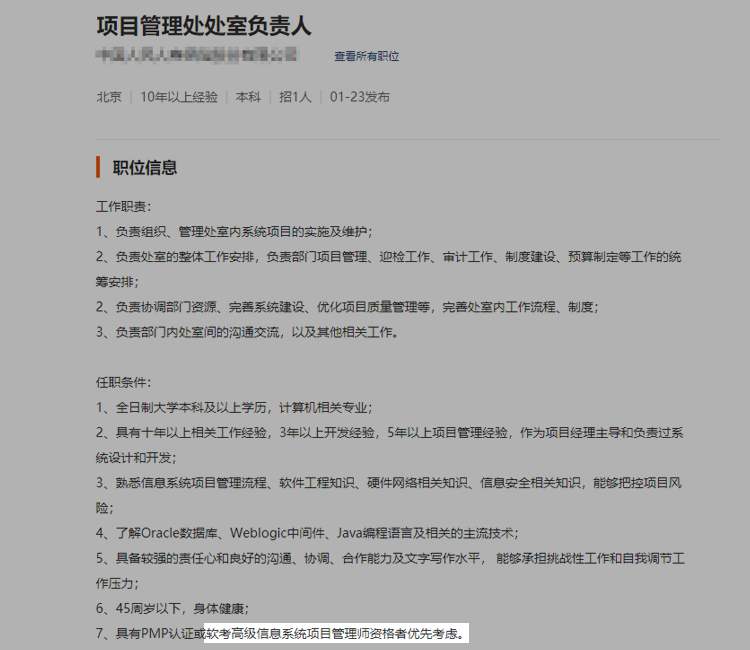 项目管理处处室负责人
查看所有职位
北京 | 10年以上经验 | 本科 | 招1人 | 01-23发布
职位信息
工作职责：
1、负责组织、管理处室内系统项目的实施及维护；
2、负责处室的整体工作安排，负责部门项目管理、迎检工作、审计工作、制度建设、预算制定等工作的统
筹安排；
2、负责协调部门资源、完善系统建设、优化项目质量管理等，完善处室内工作流程、制度；
3、负责部门内处室间的沟通交流，以及其他相关工作。
任职条件：
1、全日制大学本科及以上学历，计算机相关专业；
2、具有十年以上相关工作经验，3年以上开发经验，5年以上项目管理经验，作为项目经理主导和负责过系
统设计和开发；
3、熟悉信息系统项目管理流程、软件工程知识、硬件网络相关知识、信息安全相关知识，能够把控项目风
险；
4、了解Oracle数据库、Weblogic中间件、Java编程语言及相关的主流技术；
5、具备较强的责任心和良好的沟通、协调、合作能力及文字写作水平， 能够承担挑战性工作和自我调节工
作压力；
6、45周岁以下，身体健康；
7、具有PMP认证或软考高级信息系统项目管理师资格者优先考虑。